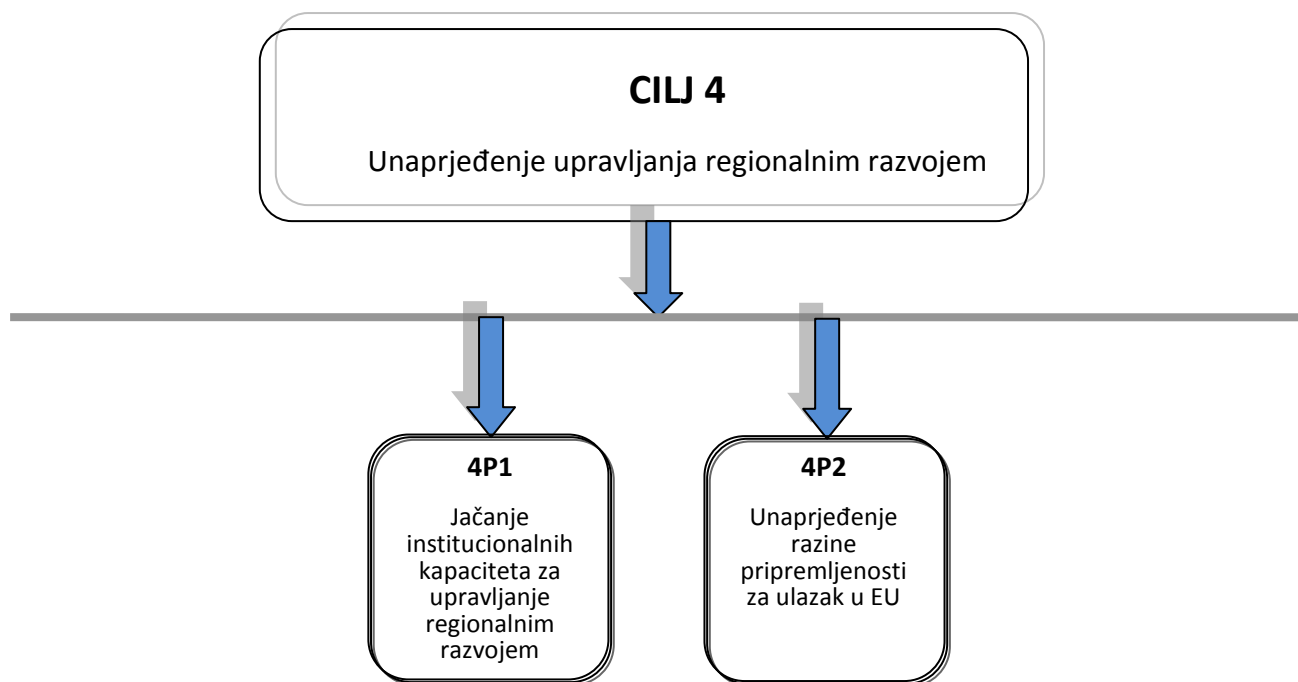 CILJ 4
Unaprjeđenje upravljanja regionalnim razvojem
4P1
Jačanje
institucionalnih
kapaciteta za
upravljanje
regionalnim
razvojem
4P2
Unaprjeđenje
razine
pripremljenosti
za ulazak u EU